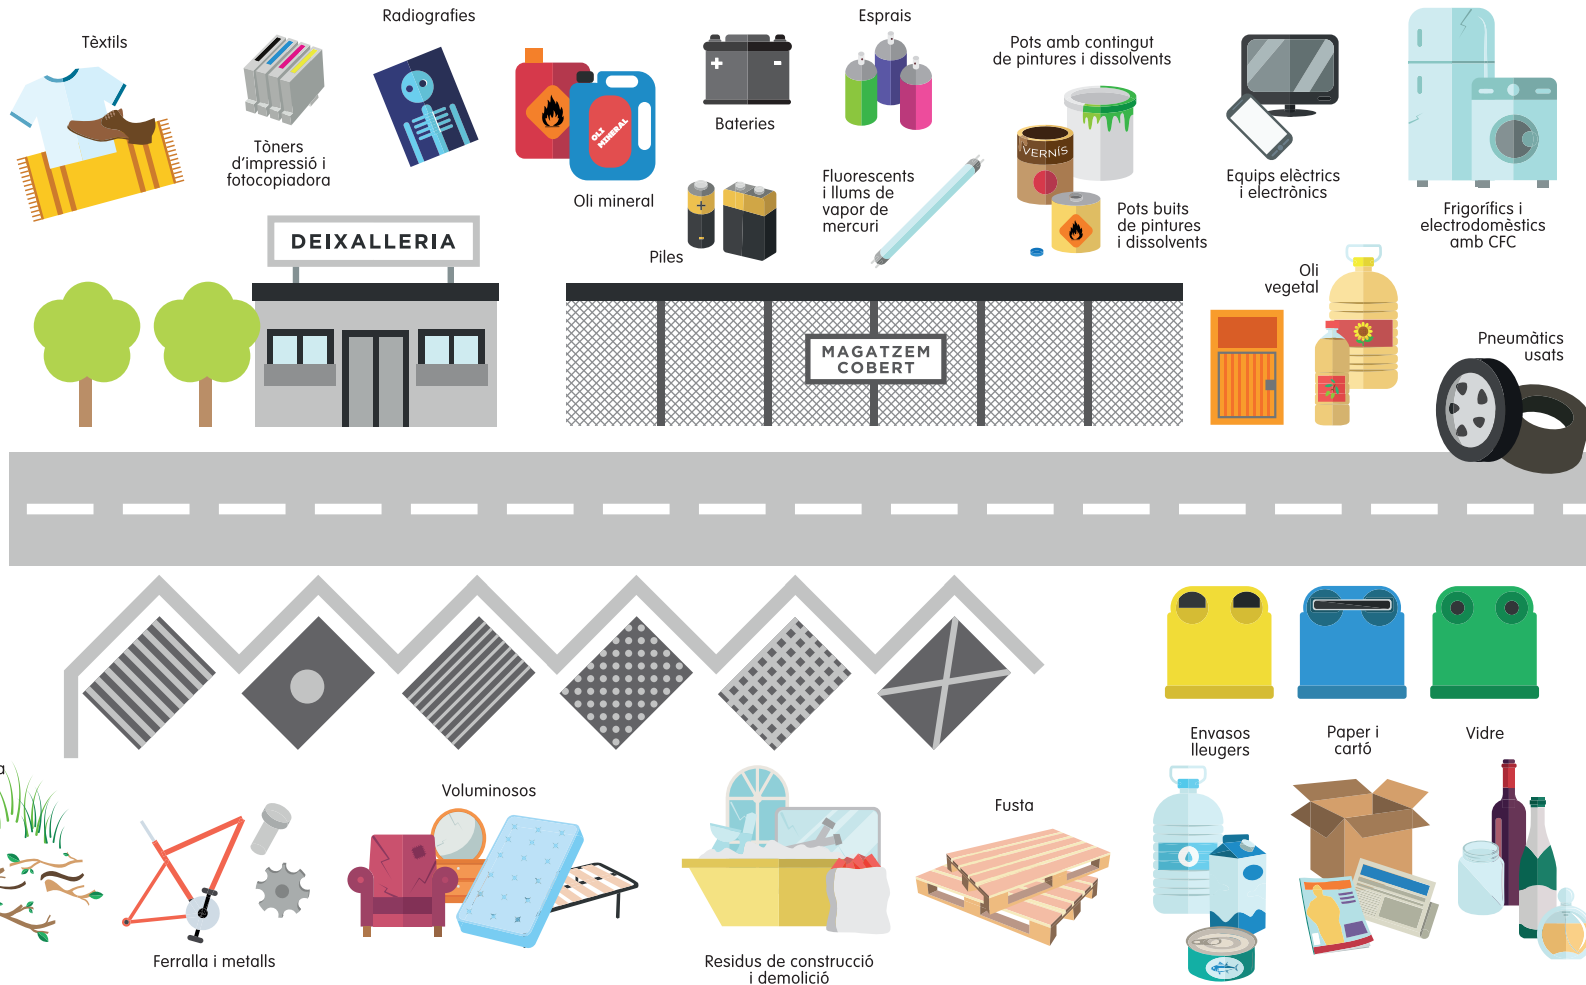 Radiografies
Esprais
Tèxtils
Pots amb contingut
de pintures i dissolvents
Bateries
Tòners
d'impressió i
fotocopiadora
OLI
MINERAL
Oli mineral
VERNÍS
Fluorescents
i llums de
vapor de
mercuri
Equips elèctrics
i electrònics
Frigorífics i
electrodomèstics
amb CFC
Pots buits
de pintures
i dissolvents
Piles
DEIXALLERIA
Oli
vegetal
MAGATZEM
COBERT
Pneumàtics
usats
Envasos
lleugers
Paper i
cartó
Vidre
a
Voluminosos
Fusta
Ferralla i metalls
Residus de construcció
i demolició